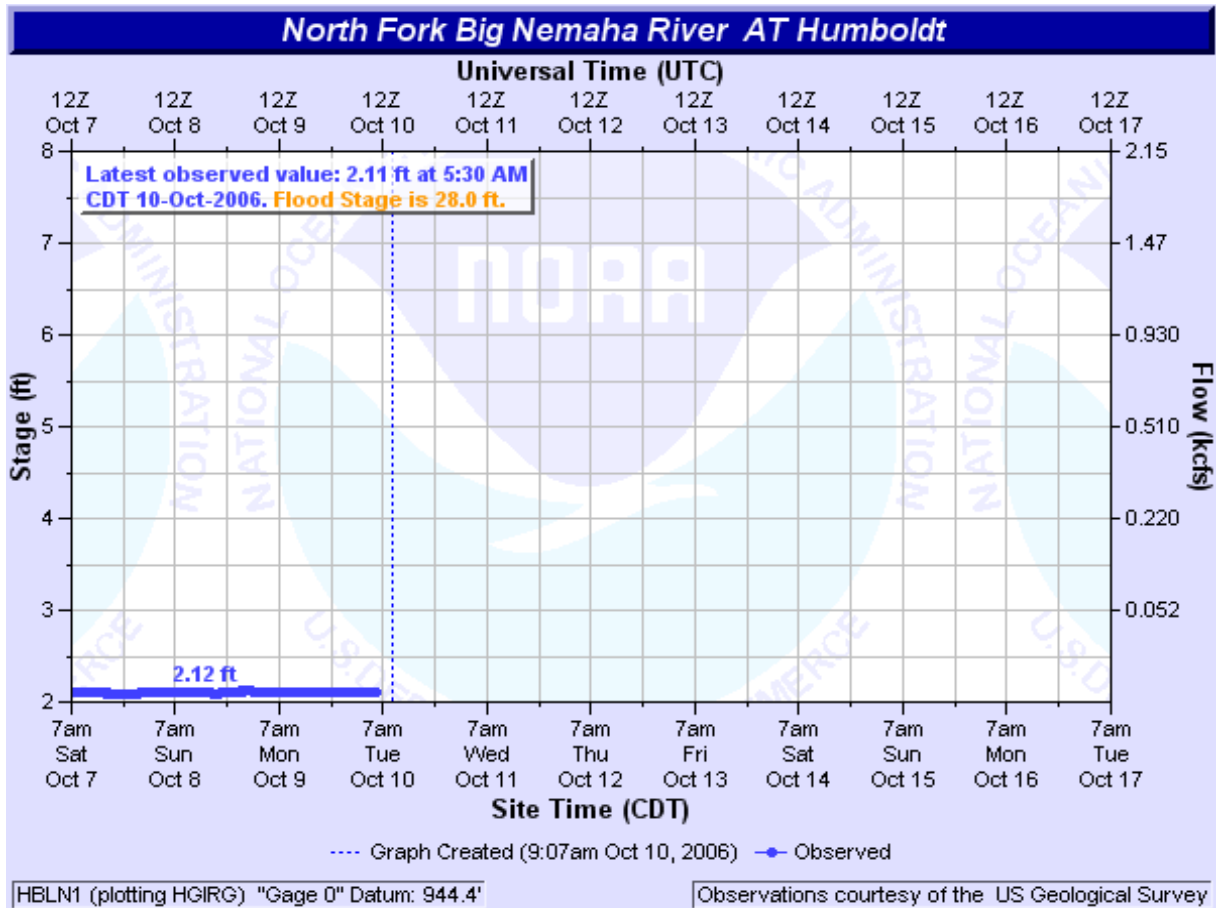 North Fork Big Nemaha River AT Humboldt
Universal Time (UTC)
12Z 12Z 12Z 12Z 12Z 12Z 12Z 12Z 12Z 12Z 12Z
Oct 7 Oct 8 Oct 9 Oct 10 Oct 11 Oct 12 Oct 13 Oct 14 Oct 15 Oct 16 Oct 17
Latest observed value: 2.11 ft at 5:30 AM
CDT 10-Oct-2006. Flood Stage is 28.0 ft.
Stage (ft)
8
7
6
5
4
3
2
2.12 ft
NOAA
NATIONAL OCEANIC ADMINISTRATION
U.S. DE
MERCE
2.15
1.47
0.930
0.510
0.220
0.052
Flow (kcfs)
7am 7am 7am 7am 7am 7am 7am 7am 7am 7am 7am
Sat Sun Mon Tue Wed Thu Fri Sat Sun Mon Tue
Oct 7 Oct 8 Oct 9 Oct 10 Oct 11 Oct 12 Oct 13 Oct 14 Oct 15 Oct 16 Oct 17
Site Time (CDT)
Graph Created (9:07am Oct 10, 2006) Observed
HBLN1 (plotting HGIRG) "Gage 0" Datum: 944.4'
Observations courtesy of the US Geological Survey